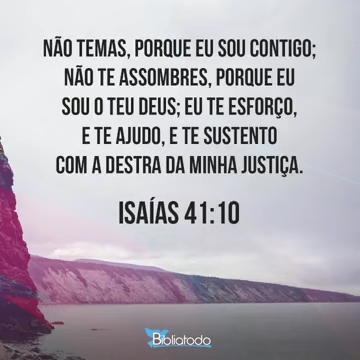 NÃO TEMAS, PORQUE EU SOU CONTIGO;
NÃO TE ASSOMBRES, PORQUE EU
SOU O TEU DEUS; EU TE ESFORÇO,
E TE AJUDO, E TE SUSTENTO
COM A DESTRA DA MINHA JUSTIÇA.
ISAÍAS 41:10
Bibliatodo